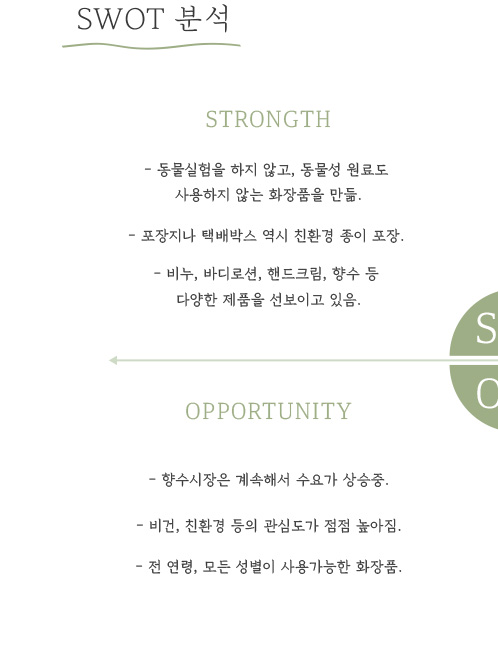 SWOT 분석
STRENGTH
- 동물실험을 하지 않고, 동물성 원료도
사용하지 않는 화장품을 만듦.
- 포장지나 택배박스 역시 친환경 종이 포장.
- 비누, 바디로션, 핸드크림, 향수 등
다양한 제품을 선보이고 있음.
S
O
OPPORTUNITY
- 향수시장은 계속해서 수요가 상승중.
- 비건, 친환경 등의 관심도가 점점 높아짐.
- 전 연령, 모든 성별이 사용가능한 화장품.